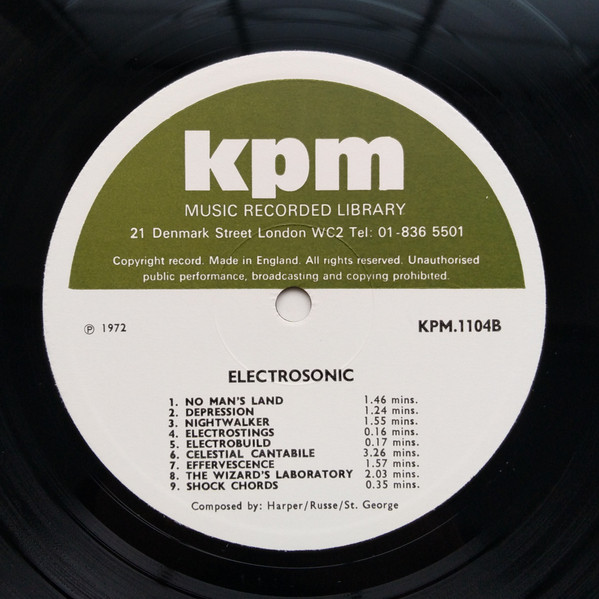 kpm
MUSIC RECORDED LIBRARY
21 Denmark Street London WC2 Tel: 01-836 5501
Copyright record. Made in England. All rights reserved. Unauthorised
public performance, broadcasting and copying prohibited.
℗ 1972 KPM.1104B
ELECTROSONIC
1. NO MAN'S LAND 1.46 mins.
2. DEPRESSION 1.24 mins.
3. NIGHTWALKER 1.55 mins.
4. ELECTROSTINGS 0.16 mins.
5. ELECTROBUILD 0.17 mins.
6. CELESTIAL CANTABILE 3.26 mins.
7. EFFERVESCENCE 1.57 mins.
8. THE WIZARD'S LABORATORY 2.03 mins.
9. SHOCK CHORDS 0.35 mins.
Composed by: Harper/Russe/St. George